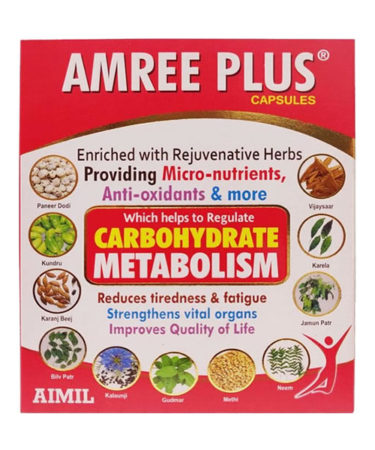 AMREE PLUS®
CAPSULES
Enriched with Rejuvenative Herbs
Providing Micro-nutrients,
Anti-oxidants & more
Which helps to Regulate
CARBOHYDRATE
METABOLISM
Reduces tiredness & fatigue
Strengthens vital organs
Improves Quality of Life
Paneer Dodi
Kundru
Karanj Beej
Bilv Patr
Kalaunji
Gudmar
Methi
Neem
Jamun Patr
Karela
Vijaysaar
AIMIL